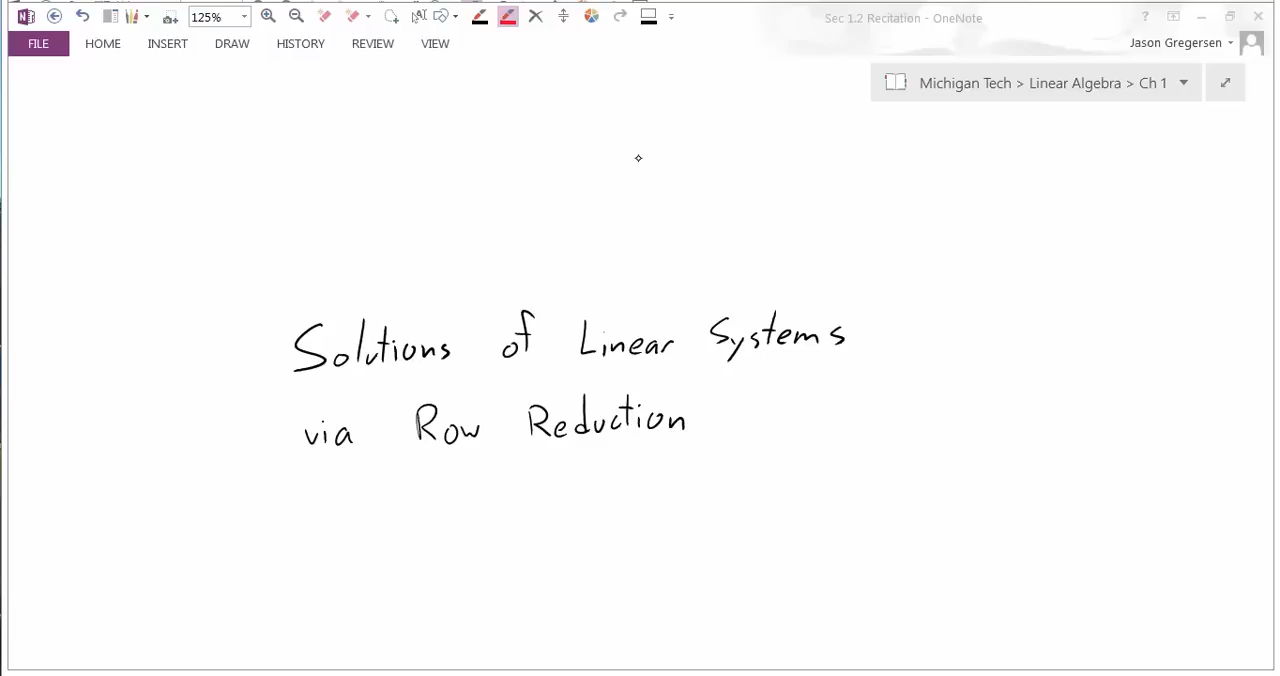 125%
Sec 1.2 Recitation - OneNote
FILE HOME INSERT DRAW HISTORY REVIEW VIEW
Jason Gregersen
Michigan Tech > Linear Algebra > Ch 1
Solutions of Linear Systems
via Row Reduction